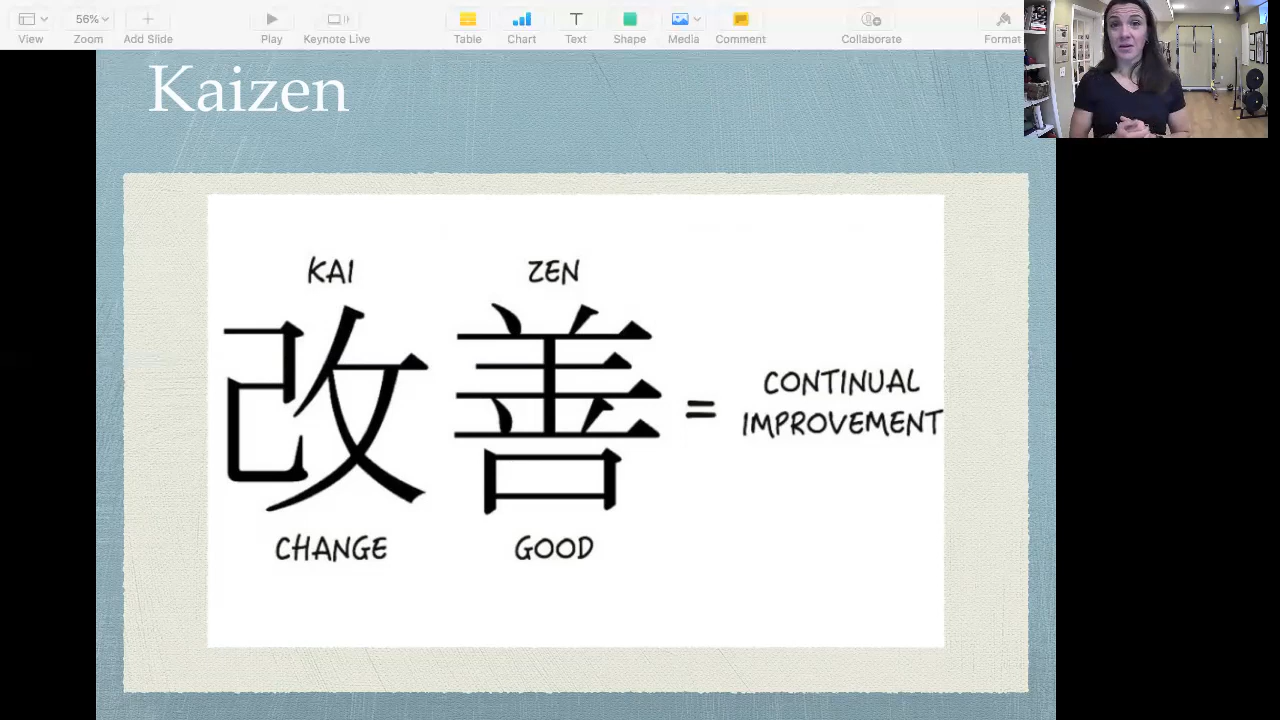 56%
View
Zoom
Add Slide
Play
Keynote Live
Table
Chart
Text
Shape
Media
Comment
Collaborate
Format
T
Kaizen
KAI
ZEN
改善
=
CONTINUAL
IMPROVEMENT
CHANGE
GOOD